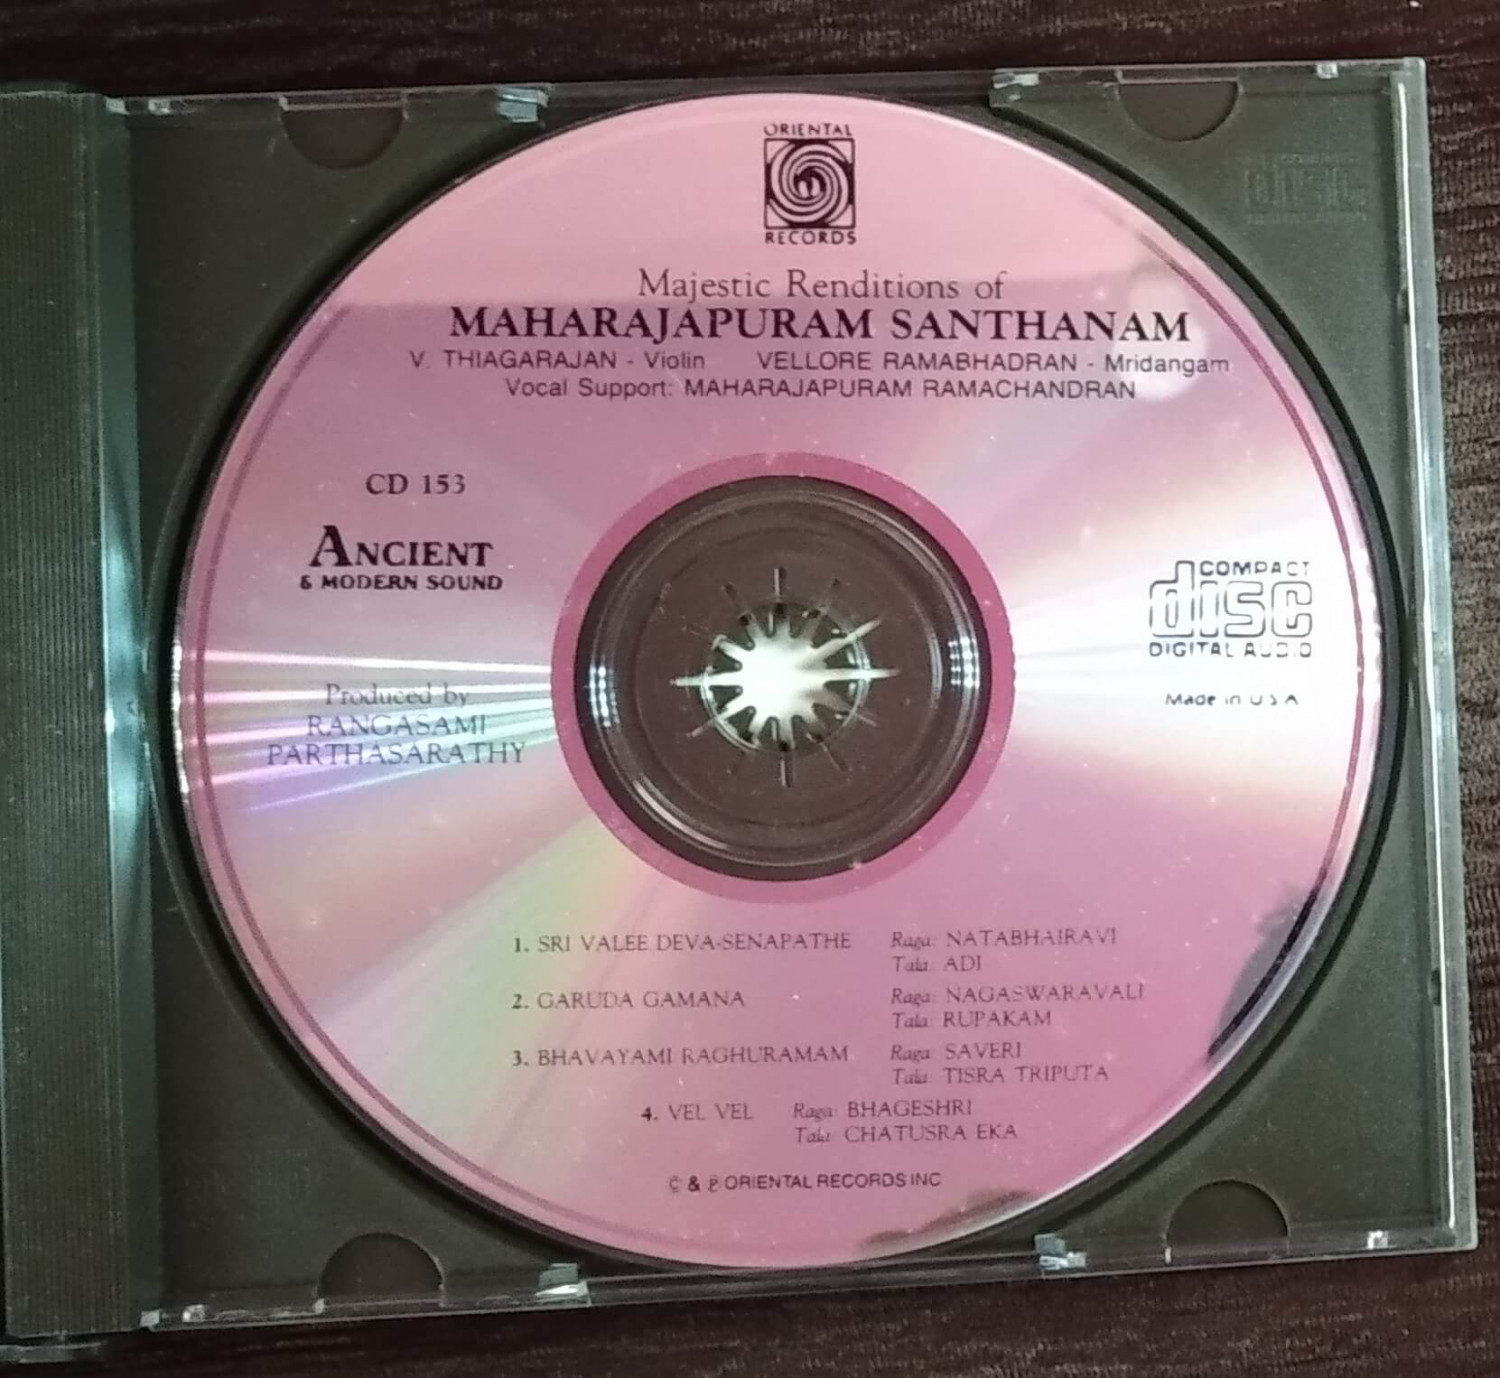 ORIENTAL
RECORDS
Majestic Renditions of
MAHARAJAPURAM SANTHANAM
V. THIAGARAJAN - Violin VELLORE RAMABHADRAN - Mridangam
Vocal Support: MAHARAJAPURAM RAMACHANDRAN
CD 153
ANCIENT
& MODERN SOUND
COMPACT
disc
DIGITAL AUDIO
Made in U S A
Produced by
RANGASAMI
PARTHASARATHY
1. SRI VALEE DEVA-SENAPATHE Raga: NATABHAIRAVI
Tala: ADI
2. GARUDA GAMANA Raga: NAGASWARAVALI
Tala: RUPAKAM
3. BHAVAYAMI RAGHURAMAM Raga: SAVERI
Tala: TISRA TRIPUTA
4. VEL VEL Raga: BHAGESHRI
Tala: CHATUSRA EKA
© & ℗ ORIENTAL RECORDS INC
disc